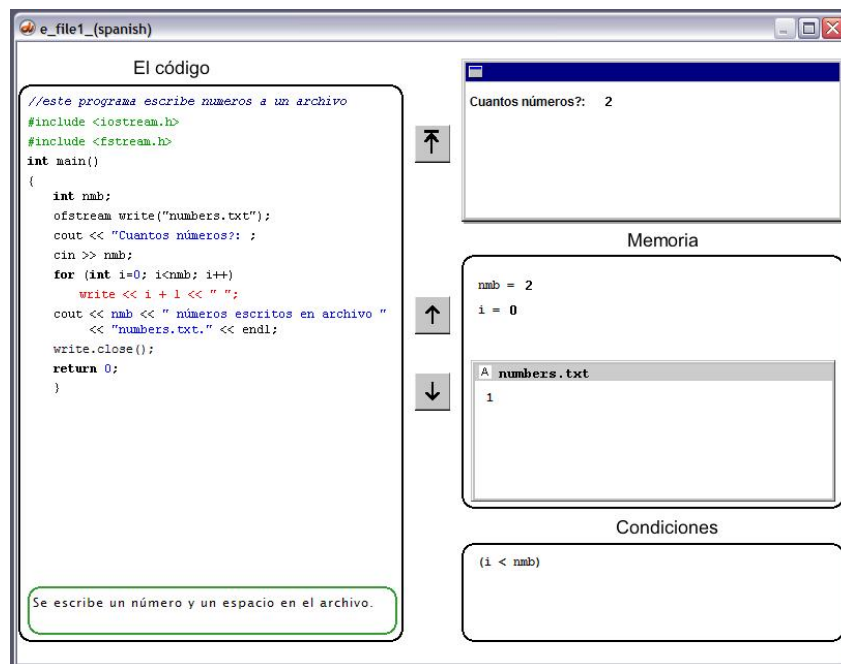 e_file1_(spanish)
El código
//este programa escribe numeros a un archivo
#include <iostream.h>
#include <fstream.h>
int main()
{
int nmb;
ofstream write("numbers.txt");
cout << "Cuantos números?: ;
cin >> nmb;
for (int i=0; i<nmb; i++)
write << i + 1 << " ";
cout << nmb << " números escritos en archivo "
<< "numbers.txt." << endl;
write.close();
return 0;
}
Se escribe un número y un espacio en el archivo.
Cuantos números?: 2
Memoria
nmb = 2
i = 0
A numbers.txt
1
Condiciones
(i < nmb)